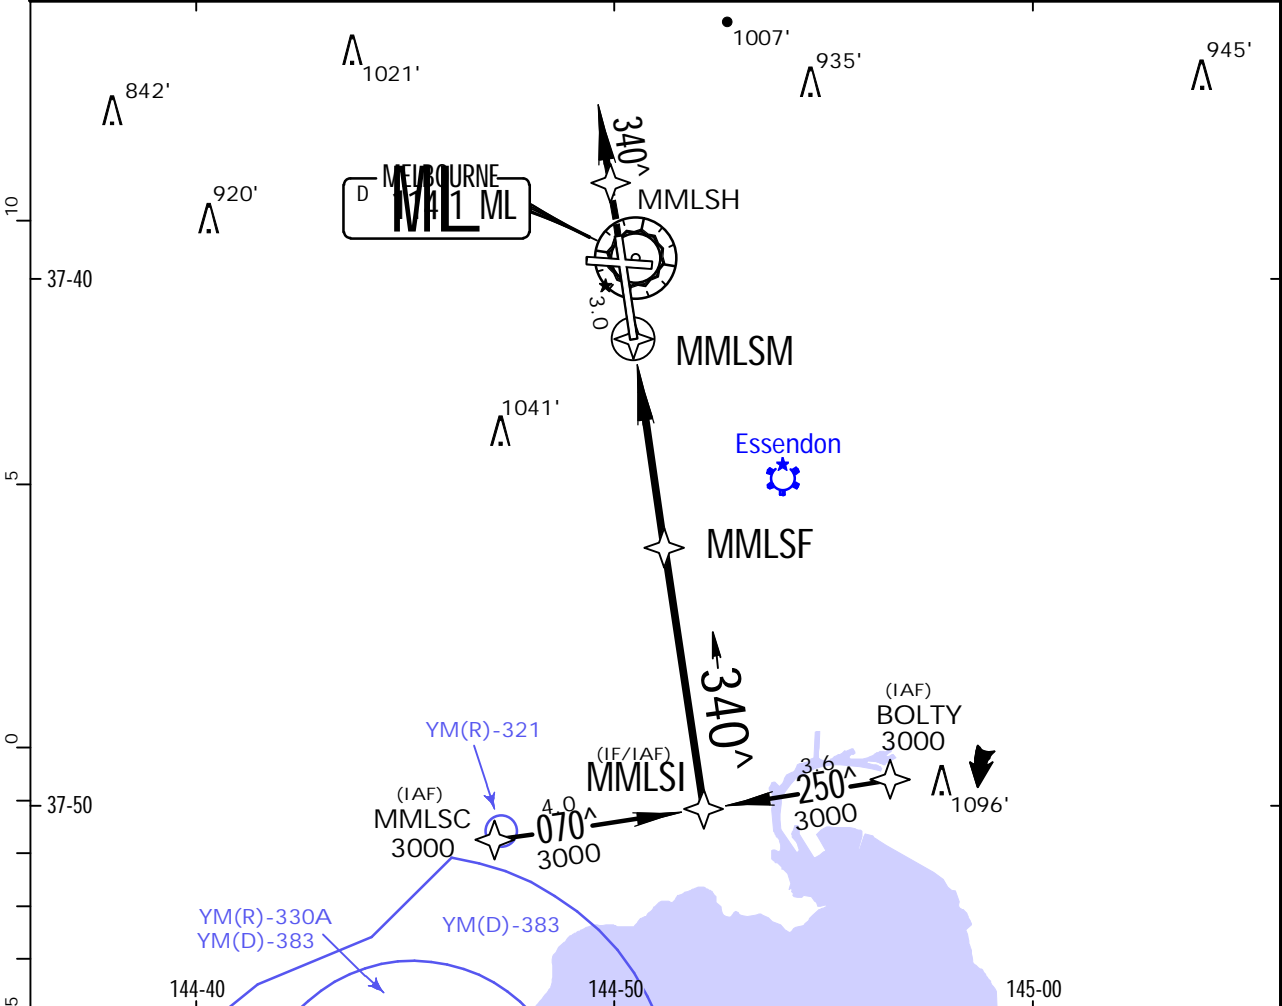 1007'
935'
945'
1021'
842'
340^
MELBOURNE
D
ML
ML
MMLSH
920'
10
37-40
3.0
MMLSM
1041'
Essendon
5
MMLSF
340^
(IAF)
BOLTY
3000
YM(R)-321
0
(IF/IAF)
MMLSI
3.6
250^
3000
1096'
37-50
(IAF)
MMLSC
3000
4.0
070^
3000
YM(R)-330A
YM(D)-383
YM(D)-383
144-40
144-50
145-00
5